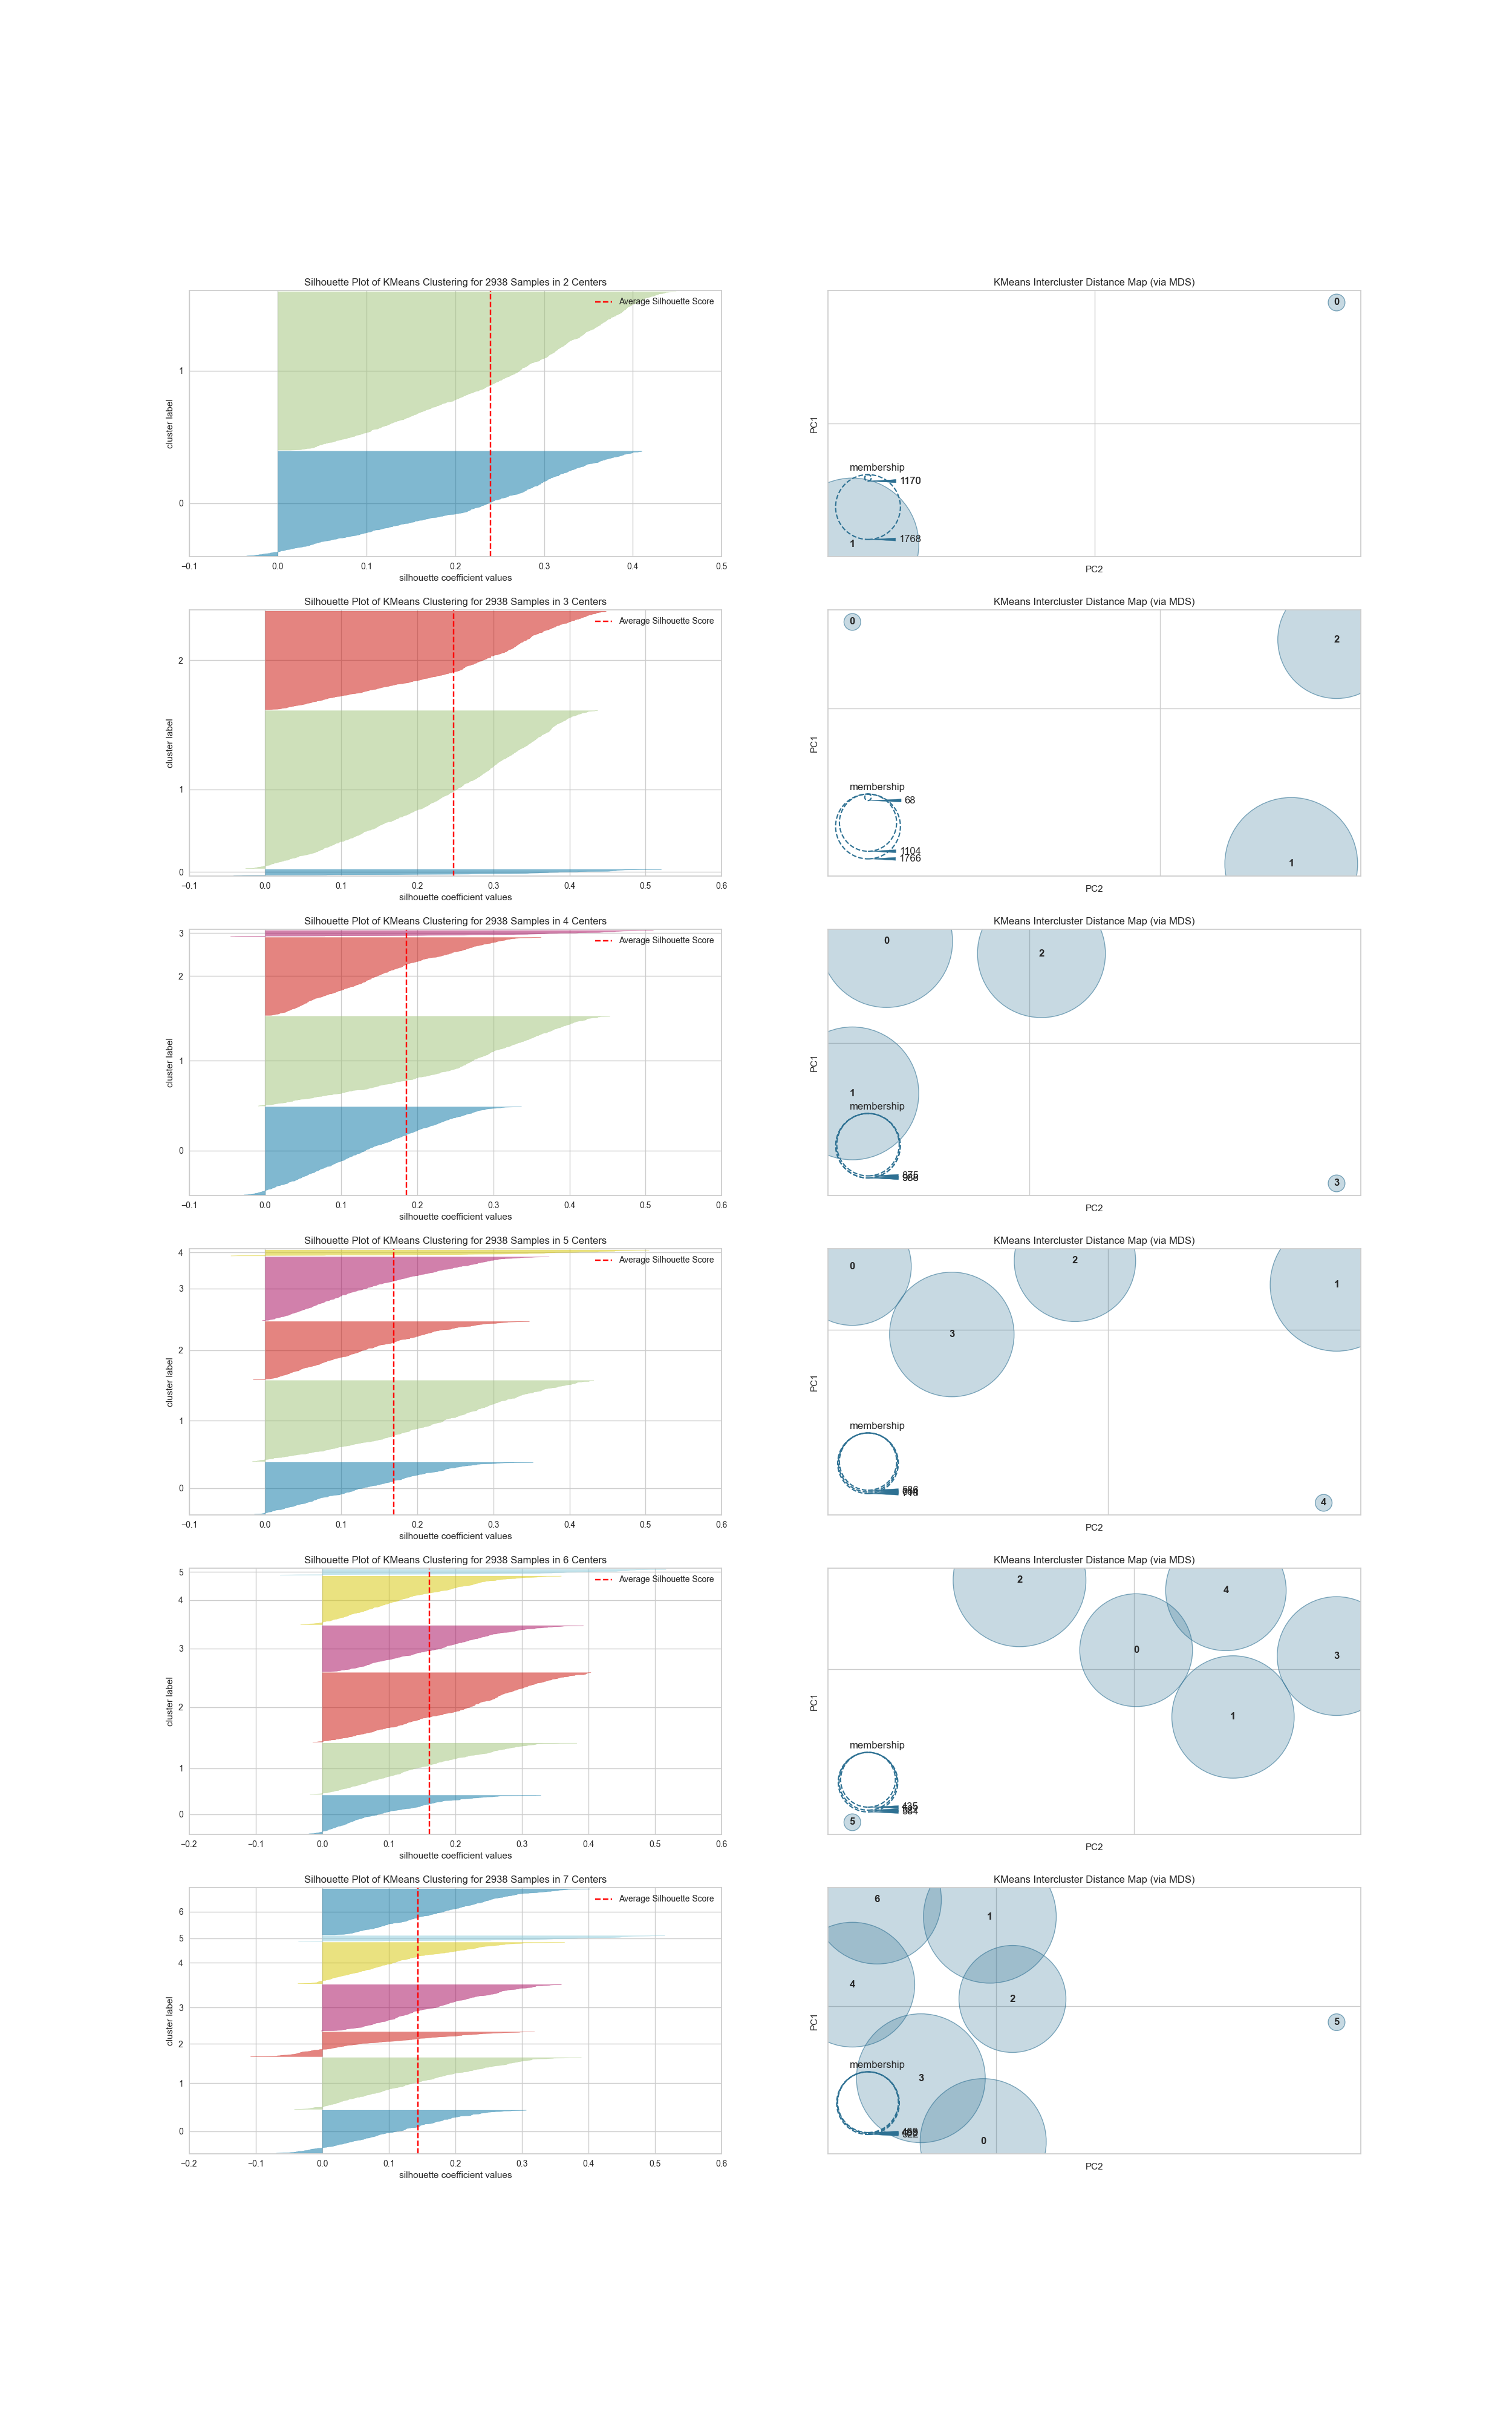 Silhouette Plot of KMeans Clustering for 2938 Samples in 2 Centers
Average Silhouette Score
cluster label
1
0
−0.1 0.0 0.1 0.2 0.3 0.4 0.5
silhouette coefficient values
KMeans Intercluster Distance Map (via MDS)
0
PC1
membership
1170
1768
1
PC2
Silhouette Plot of KMeans Clustering for 2938 Samples in 3 Centers
Average Silhouette Score
cluster label
2
1
0
−0.1 0.0 0.1 0.2 0.3 0.4 0.5 0.6
silhouette coefficient values
KMeans Intercluster Distance Map (via MDS)
0
2
PC1
membership
68
1104
1766
1
PC2
Silhouette Plot of KMeans Clustering for 2938 Samples in 4 Centers
Average Silhouette Score
cluster label
3
2
1
0
−0.1 0.0 0.1 0.2 0.3 0.4 0.5 0.6
silhouette coefficient values
KMeans Intercluster Distance Map (via MDS)
0
2
PC1
1
membership
3
PC2
Silhouette Plot of KMeans Clustering for 2938 Samples in 5 Centers
Average Silhouette Score
cluster label
4
3
2
1
0
−0.1 0.0 0.1 0.2 0.3 0.4 0.5 0.6
silhouette coefficient values
KMeans Intercluster Distance Map (via MDS)
0
2
1
3
PC1
membership
4
PC2
Silhouette Plot of KMeans Clustering for 2938 Samples in 6 Centers
Average Silhouette Score
cluster label
5
4
3
2
1
0
−0.2 −0.1 0.0 0.1 0.2 0.3 0.4 0.5 0.6
silhouette coefficient values
KMeans Intercluster Distance Map (via MDS)
2
4
0
3
PC1
1
membership
5
PC2
Silhouette Plot of KMeans Clustering for 2938 Samples in 7 Centers
Average Silhouette Score
cluster label
6
5
4
3
2
1
0
−0.2 −0.1 0.0 0.1 0.2 0.3 0.4 0.5 0.6
silhouette coefficient values
KMeans Intercluster Distance Map (via MDS)
6
1
4
2
5
PC1
membership
3
0
PC2